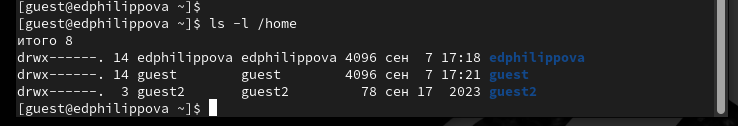 [guest@edphilippova ~]$
[guest@edphilippova ~]$ ls -l /home
итого 8
drwx------. 14 edphilippova edphilippova 4096 сен  7 17:18 edphilippova
drwx------. 14 guest        guest        4096 сен  7 17:21 guest
drwx------.  3 guest2       guest2         78 сен 17  2023 guest2
[guest@edphilippova ~]$